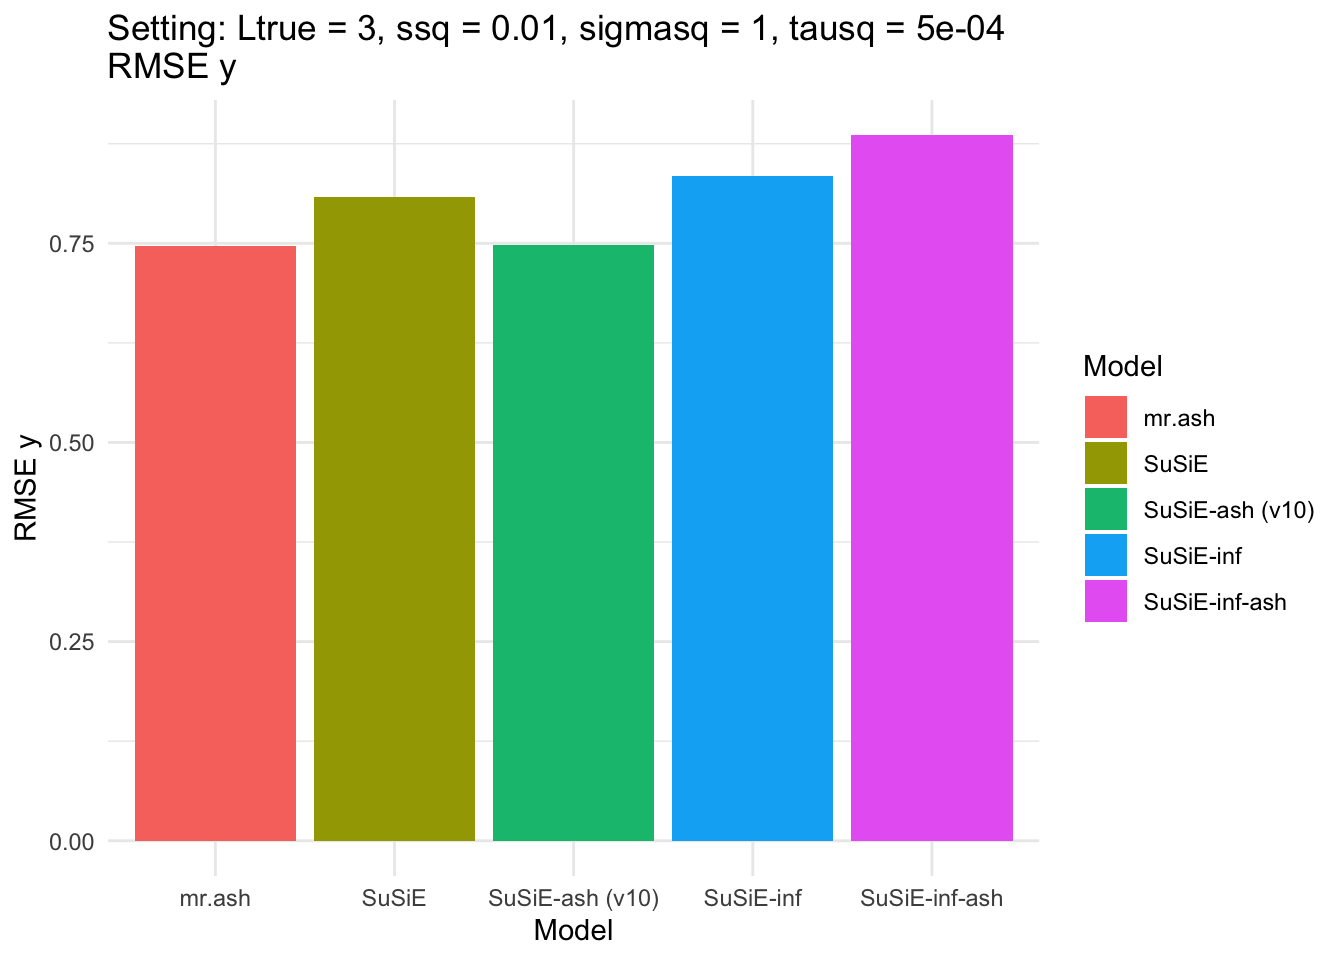 Setting: Ltrue = 3, ssq = 0.01, sigmasq = 1, tausq = 5e-04
RMSE y
0.75
0.50
0.25
0.00
RMSE y
mr.ash
SuSiE
SuSiE-ash (v10)
SuSiE-inf
SuSiE-inf-ash
Model
Model
mr.ash
SuSiE
SuSiE-ash (v10)
SuSiE-inf
SuSiE-inf-ash